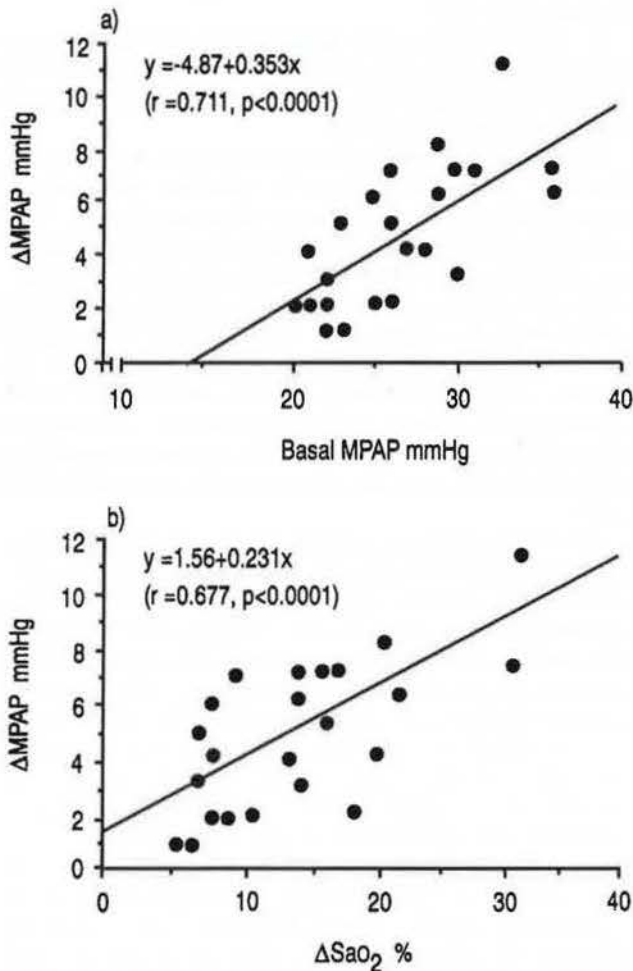 a)
12
10
8
6
4
2
0
ΔMPAP mmHg
y =-4.87+0.353x
(r =0.711, p<0.0001)
10 20 30 40
Basal MPAP mmHg
b)
12
10
8
6
4
2
0
ΔMPAP mmHg
y =1.56+0.231x
(r =0.677, p<0.0001)
0 10 20 30 40
ΔSao₂ %